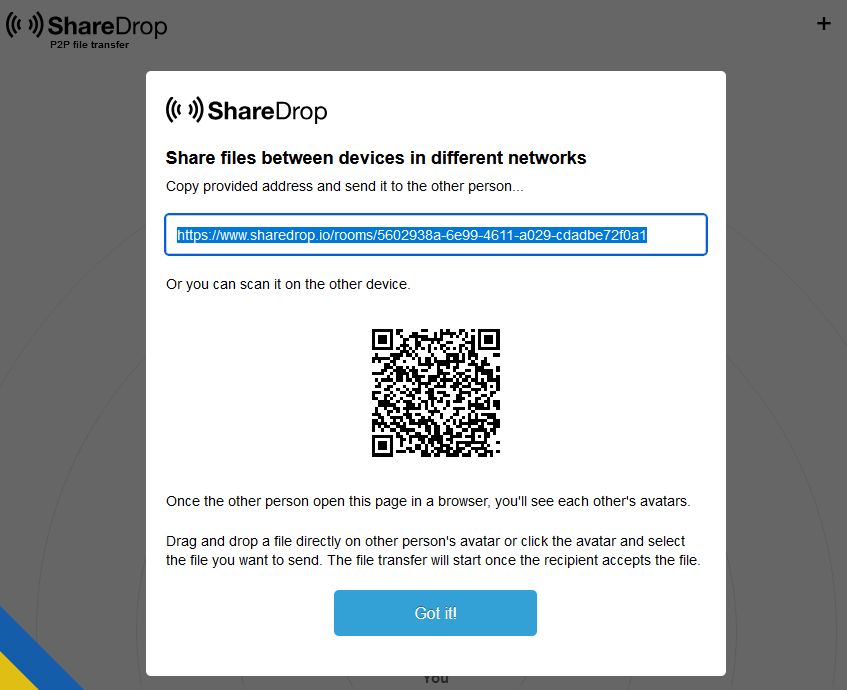 ShareDrop
P2P file transfer
+
ShareDrop
Share files between devices in different networks
Copy provided address and send it to the other person...
https://www.sharedrop.io/rooms/5602938a-6e99-4611-a029-cdadbe72f0a1
Or you can scan it on the other device.
Once the other person open this page in a browser, you'll see each other's avatars.
Drag and drop a file directly on other person's avatar or click the avatar and select
the file you want to send. The file transfer will start once the recipient accepts the file.
Got it!
You